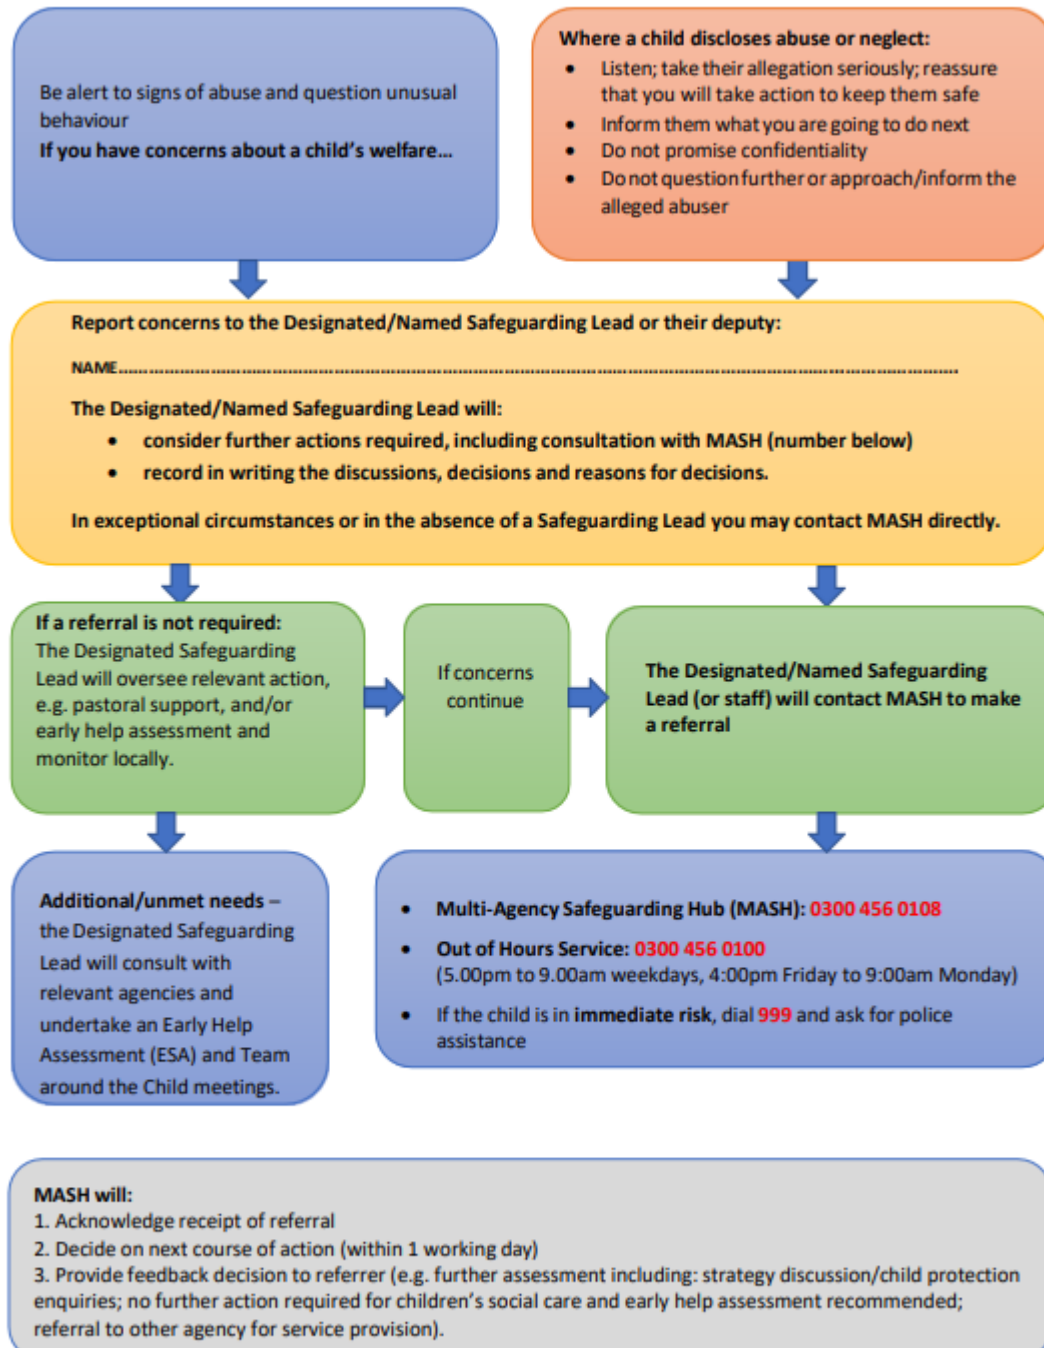 Be alert to signs of abuse and question unusual
behaviour
If you have concerns about a child's welfare...
Where a child discloses abuse or neglect:
• Listen; take their allegation seriously; reassure
that you will take action to keep them safe
• Inform them what you are going to do next
• Do not promise confidentiality
• Do not question further or approach/inform the
alleged abuser
Report concerns to the Designated/Named Safeguarding Lead or their deputy:
NAME............................................................................................................................................
The Designated/Named Safeguarding Lead will:
• consider further actions required, including consultation with MASH (number below)
• record in writing the discussions, decisions and reasons for decisions.
In exceptional circumstances or in the absence of a Safeguarding Lead you may contact MASH directly.
If a referral is not required:
The Designated Safeguarding
Lead will oversee relevant action,
e.g. pastoral support, and/or
early help assessment and
monitor locally.
If concerns
continue
The Designated/Named Safeguarding
Lead (or staff) will contact MASH to make
a referral
Additional/unmet needs –
the Designated Safeguarding
Lead will consult with
relevant agencies and
undertake an Early Help
Assessment (ESA) and Team
around the Child meetings.
• Multi-Agency Safeguarding Hub (MASH): 0300 456 0108
• Out of Hours Service: 0300 456 0100
(5.00pm to 9.00am weekdays, 4:00pm Friday to 9:00am Monday)
• If the child is in immediate risk, dial 999 and ask for police
assistance
MASH will:
1. Acknowledge receipt of referral
2. Decide on next course of action (within 1 working day)
3. Provide feedback decision to referrer (e.g. further assessment including: strategy discussion/child protection
enquiries; no further action required for children's social care and early help assessment recommended;
referral to other agency for service provision).